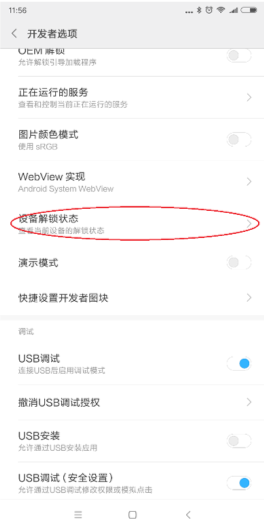 11:56
开发者选项
OEM 解锁
允许解锁引导加载程序
正在运行的服务
查看和控制当前正在运行的服务
图片颜色模式
使用 sRGB
WebView 实现
Android System WebView
设备解锁状态
查看当前设备的解锁状态
演示模式
快捷设置开发者图块
调试
USB调试
连接USB后启用调试模式
撤消USB调试授权
USB安装
允许通过USB安装应用
USB调试（安全设置）
允许通过USB调试修改权限或模拟点击